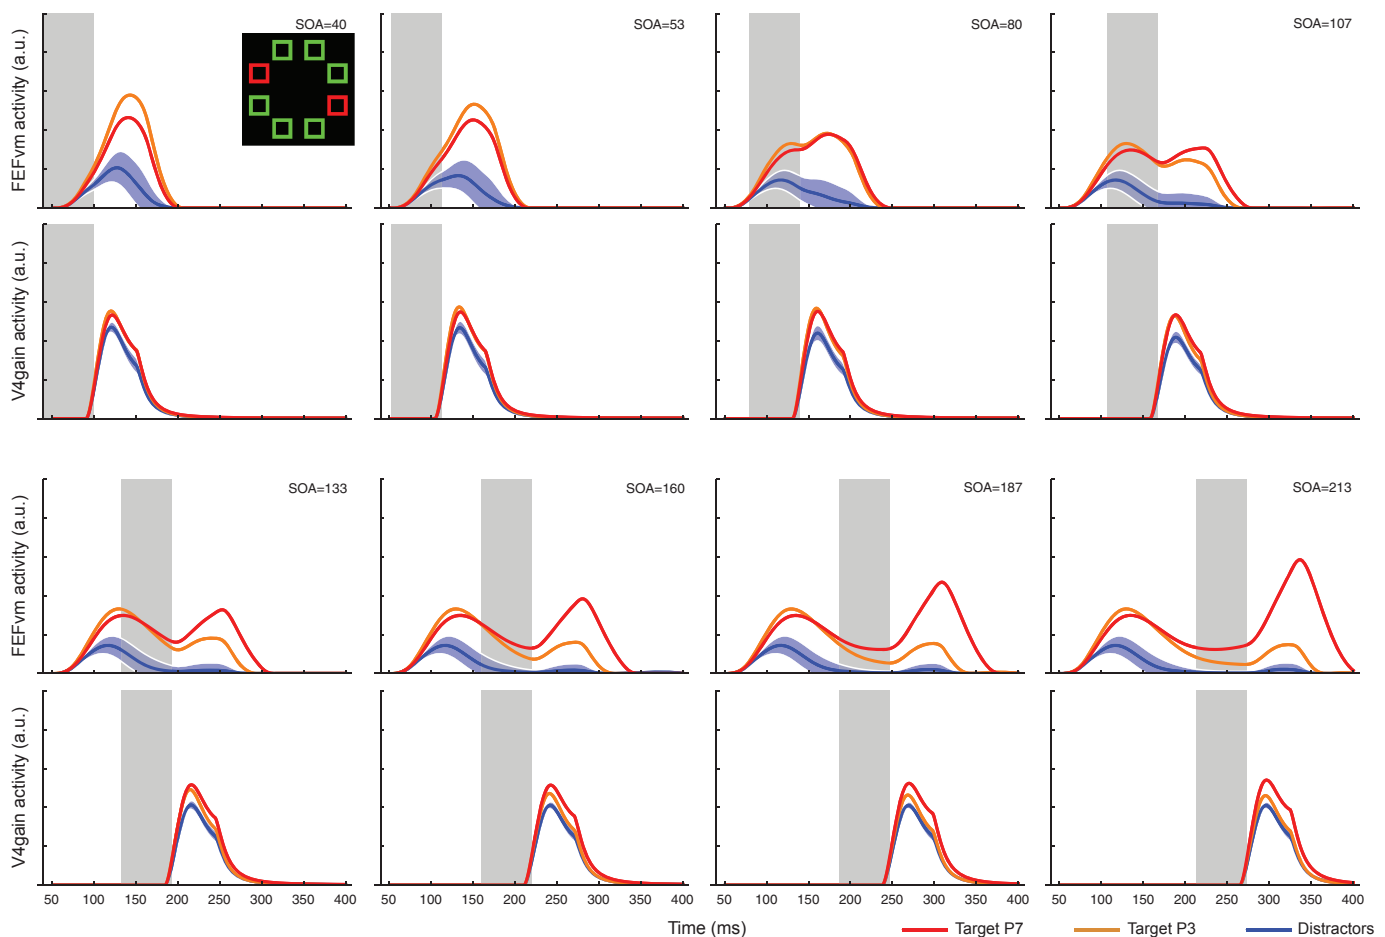 SOA=40
SOA=53
SOA=80
SOA=107
FEFvm activity (a.u.)
V4gain activity (a.u.)
SOA=133
SOA=160
SOA=187
SOA=213
FEFvm activity (a.u.)
V4gain activity (a.u.)
50 100 150 200 250 300 350 400
50 100 150 200 250 300 350 400
50 100 150 200 250 300 350 400
50 100 150 200 250 300 350 400
Time (ms)
Target P7
Target P3
Distractors